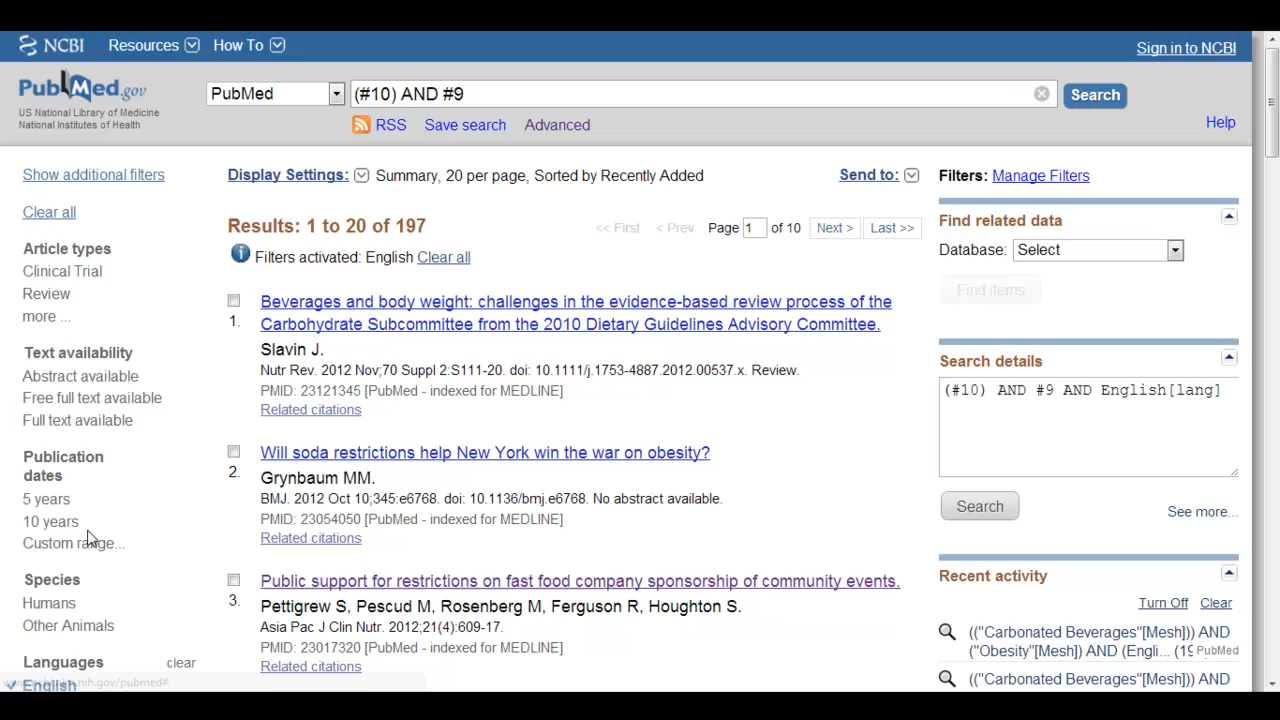 NCBI Resources How To Sign in to NCBI
PubMed.gov
US National Library of Medicine
National Institutes of Health
PubMed (#10) AND #9 Search
RSS Save search Advanced Help
Show additional filters
Clear all
Article types
Clinical Trial
Review
more ...
Text availability
Abstract available
Free full text available
Full text available
Publication
dates
5 years
10 years
Custom range...
Species
Humans
Other Animals
Languages clear
English
Display Settings: Summary, 20 per page, Sorted by Recently Added Send to:
Results: 1 to 20 of 197 << First < Prev Page 1 of 10 Next > Last >>
Filters activated: English Clear all
1. Beverages and body weight: challenges in the evidence-based review process of the
Carbohydrate Subcommittee from the 2010 Dietary Guidelines Advisory Committee.
Slavin J.
Nutr Rev. 2012 Nov;70 Suppl 2:S111-20. doi: 10.1111/j.1753-4887.2012.00537.x. Review.
PMID: 23121345 [PubMed - indexed for MEDLINE]
Related citations
2. Will soda restrictions help New York win the war on obesity?
Grynbaum MM.
BMJ. 2012 Oct 10;345:e6768. doi: 10.1136/bmj.e6768. No abstract available.
PMID: 23054050 [PubMed - indexed for MEDLINE]
Related citations
3. Public support for restrictions on fast food company sponsorship of community events.
Pettigrew S, Pescud M, Rosenberg M, Ferguson R, Houghton S.
Asia Pac J Clin Nutr. 2012;21(4):609-17.
PMID: 23017320 [PubMed - indexed for MEDLINE]
Related citations
Filters: Manage Filters
Find related data
Database: Select
Find items
Search details
(#10) AND #9 AND English[lang]
Search See more...
Recent activity
Turn Off Clear
(("Carbonated Beverages"[Mesh])) AND
("Obesity"[Mesh]) AND (Engli... (19 PubMed
(("Carbonated Beverages"[Mesh])) AND